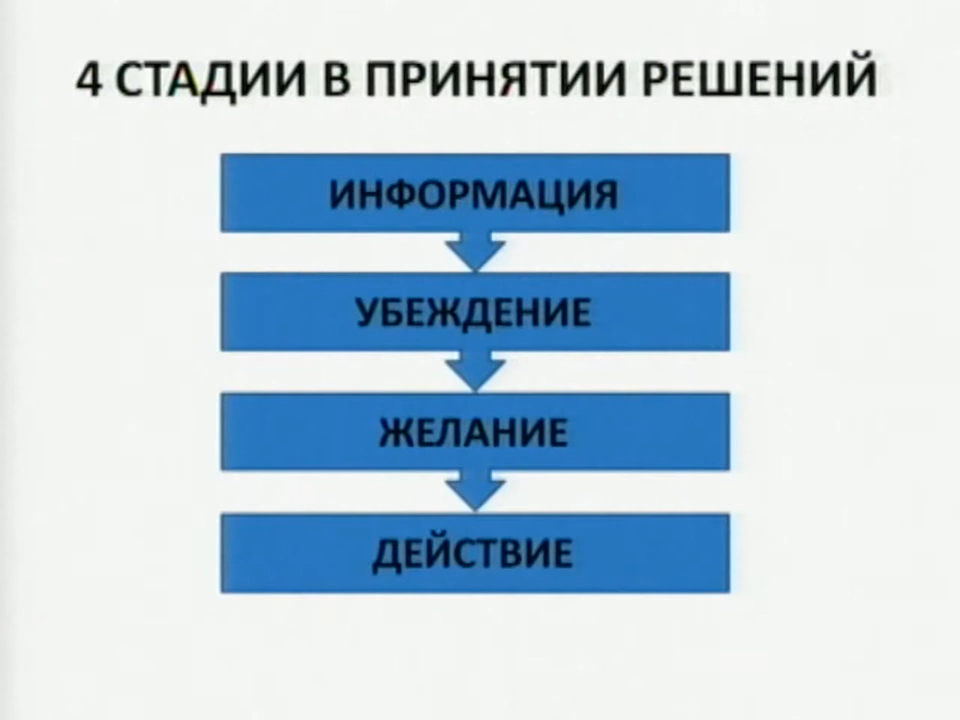 4 СТАДИИ В ПРИНЯТИИ РЕШЕНИЙ
ИНФОРМАЦИЯ
УБЕЖДЕНИЕ
ЖЕЛАНИЕ
ДЕЙСТВИЕ